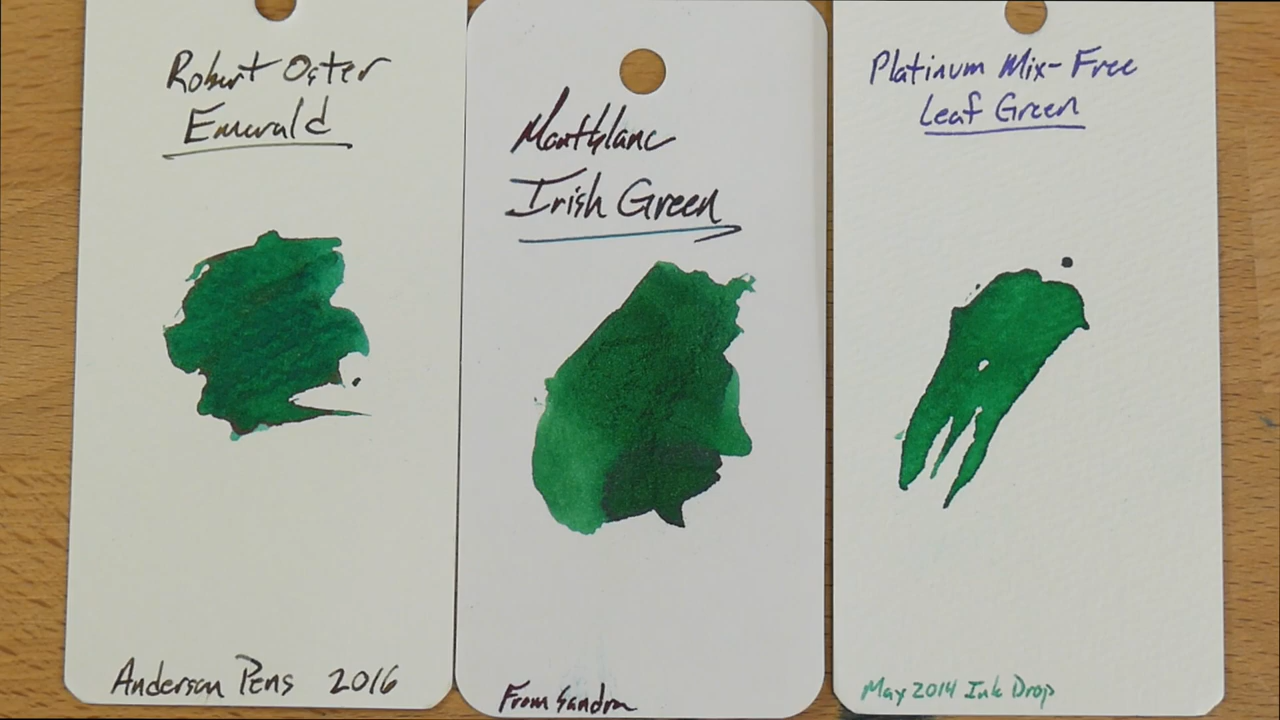 Robert Oster
Emerald
Anderson Pens 2016
Montblanc
Irish Green
From Sandra
Platinum Mix-Free
Leaf Green
May 2014 Ink Drop